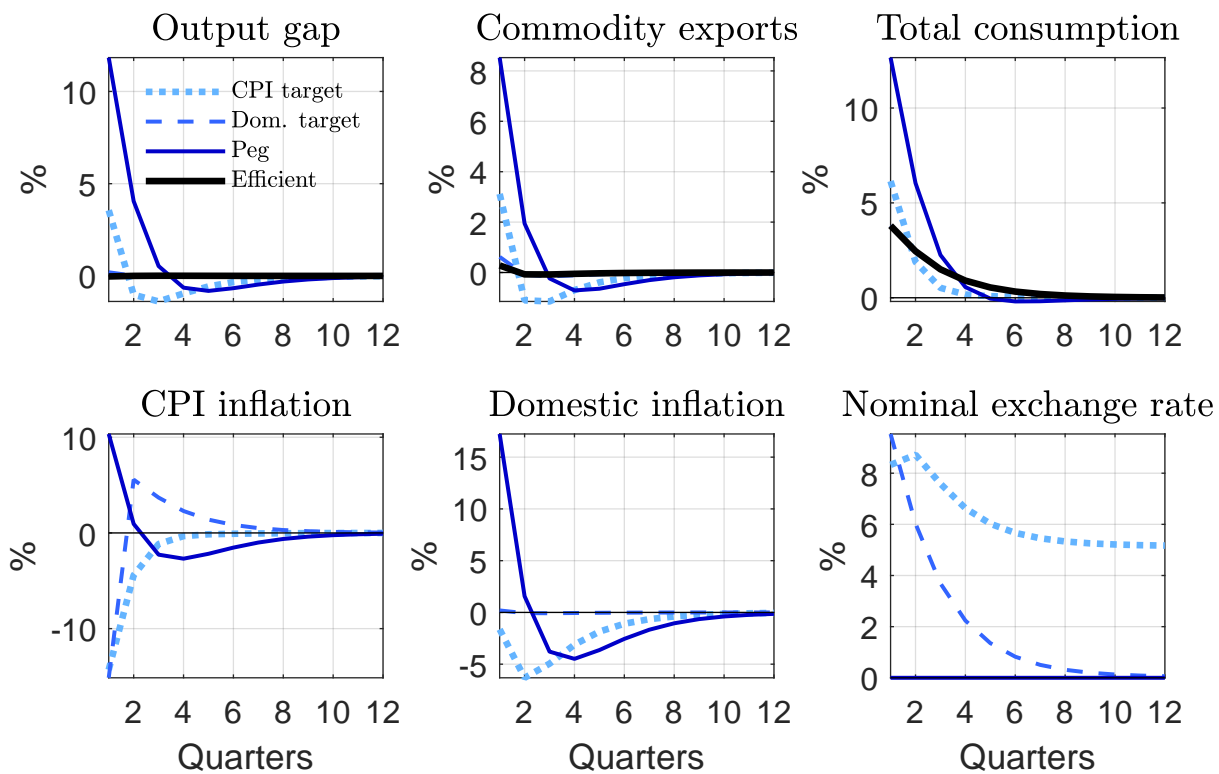 Output gap
Commodity exports
Total consumption
%
10
5
0
CPI target
Dom. target
Peg
Efficient
2 4 6 8 10 12
%
8
6
4
2
0
2 4 6 8 10 12
%
10
5
0
2 4 6 8 10 12
CPI inflation
Domestic inflation
Nominal exchange rate
%
10
0
-10
2 4 6 8 10 12
Quarters
%
15
10
5
0
-5
2 4 6 8 10 12
Quarters
%
8
6
4
2
0
2 4 6 8 10 12
Quarters